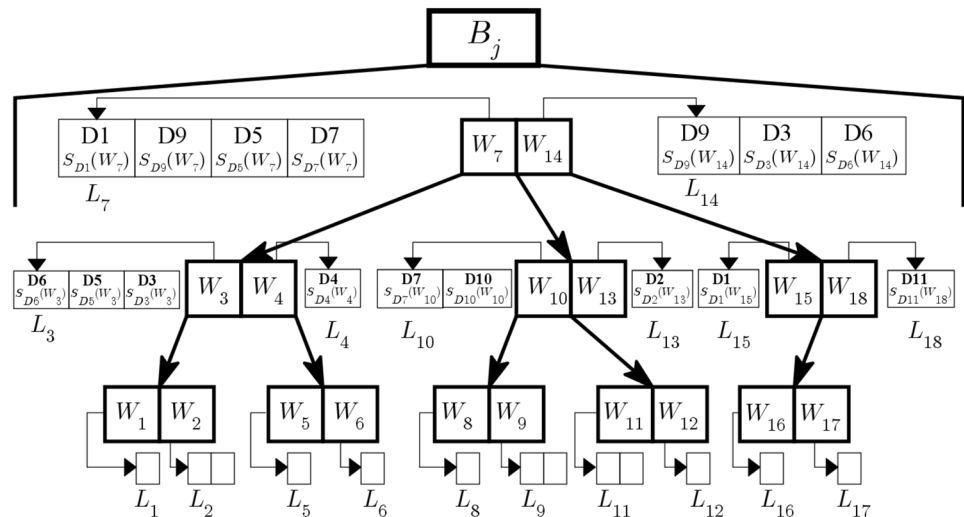 B_j
D1 D9 D5 D7
S_D1(W_7) S_D9(W_7) S_D5(W_7) S_D7(W_7)
L_7
W_7 W_14
D9 D3 D6
S_D9(W_14) S_D3(W_14) S_D6(W_14)
L_14
D6 D5 D3
S_D6(W_3) S_D5(W_3) S_D3(W_3)
L_3
W_3 W_4
D4
S_D4(W_4)
L_4
D7 D10
S_D7(W_10) S_D10(W_10)
L_10
W_10 W_13
D2
S_D2(W_13)
L_13
D1
S_D1(W_15)
L_15
W_15 W_18
D11
S_D11(W_18)
L_18
W_1 W_2 W_5 W_6 W_8 W_9 W_11 W_12 W_16 W_17
L_1 L_2 L_5 L_6 L_8 L_9 L_11 L_12 L_16 L_17